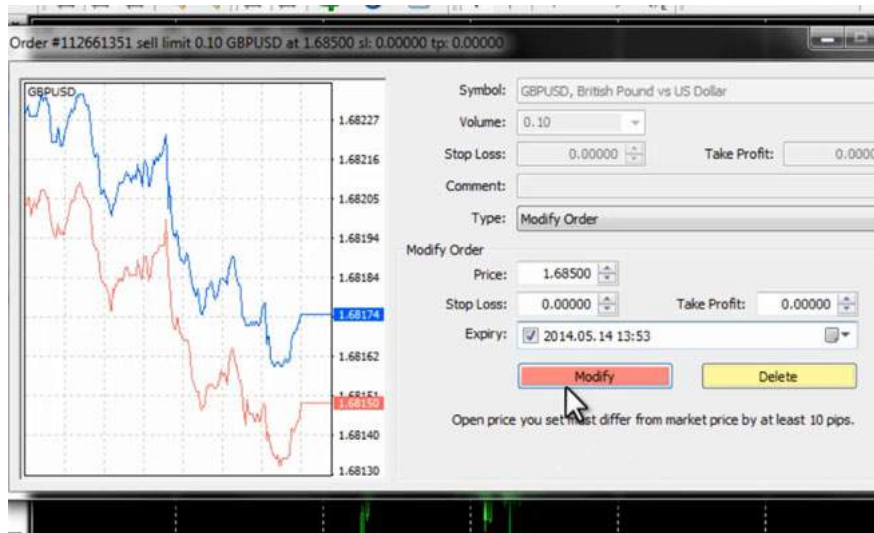 Order #112661351 sell limit 0.10 GBPUSD at 1.68500 sl: 0.00000 tp: 0.00000
GBPUSD
1.68227
1.68216
1.68205
1.68194
1.68184
1.68174
1.68162
1.68151
1.68150
1.68140
1.68130
Symbol: GBPUSD, British Pound vs US Dollar
Volume: 0.10
Stop Loss: 0.00000 Take Profit: 0.0000
Comment:
Type: Modify Order
Modify Order
Price: 1.68500
Stop Loss: 0.00000 Take Profit: 0.00000
Expiry: 2014.05.14 13:53
Modify Delete
Open price you set must differ from market price by at least 10 pips.